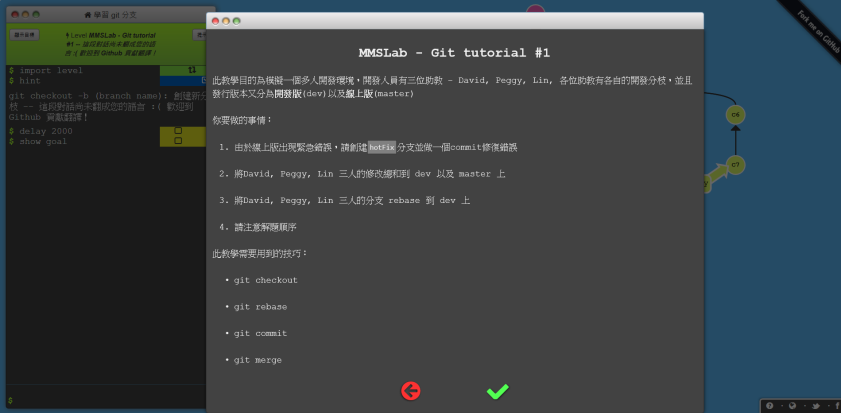 學習 git 分支
Level MMSLab - Git tutorial
#1 -- 這段對話尚未翻成您的語
言 :( 歡迎到 Github 貢獻翻譯！
$ import level
$ hint
git checkout -b (branch name): 創建新分
枝 -- 這段對話尚未翻成您的語言 :( 歡迎到
Github 貢獻翻譯！
$ delay 2000
$ show goal
$
MMSLab - Git tutorial #1
此教學目的為模擬一個多人開發環境，開發人員有三位助教 - David, Peggy, Lin, 各位助教有各自的開發分枝，並且
發行版本又分為開發版(dev)以及線上版(master)
你要做的事情：
1. 由於線上版出現緊急錯誤，請創建 hotFix 分支並做一個commit修復錯誤
2. 將David, Peggy, Lin 三人的修改總和到 dev 以及 master 上
3. 將David, Peggy, Lin 三人的分支 rebase 到 dev 上
4. 請注意解題順序
此教學需要用到的技巧：
• git checkout
• git rebase
• git commit
• git merge
Fork me on GitHub